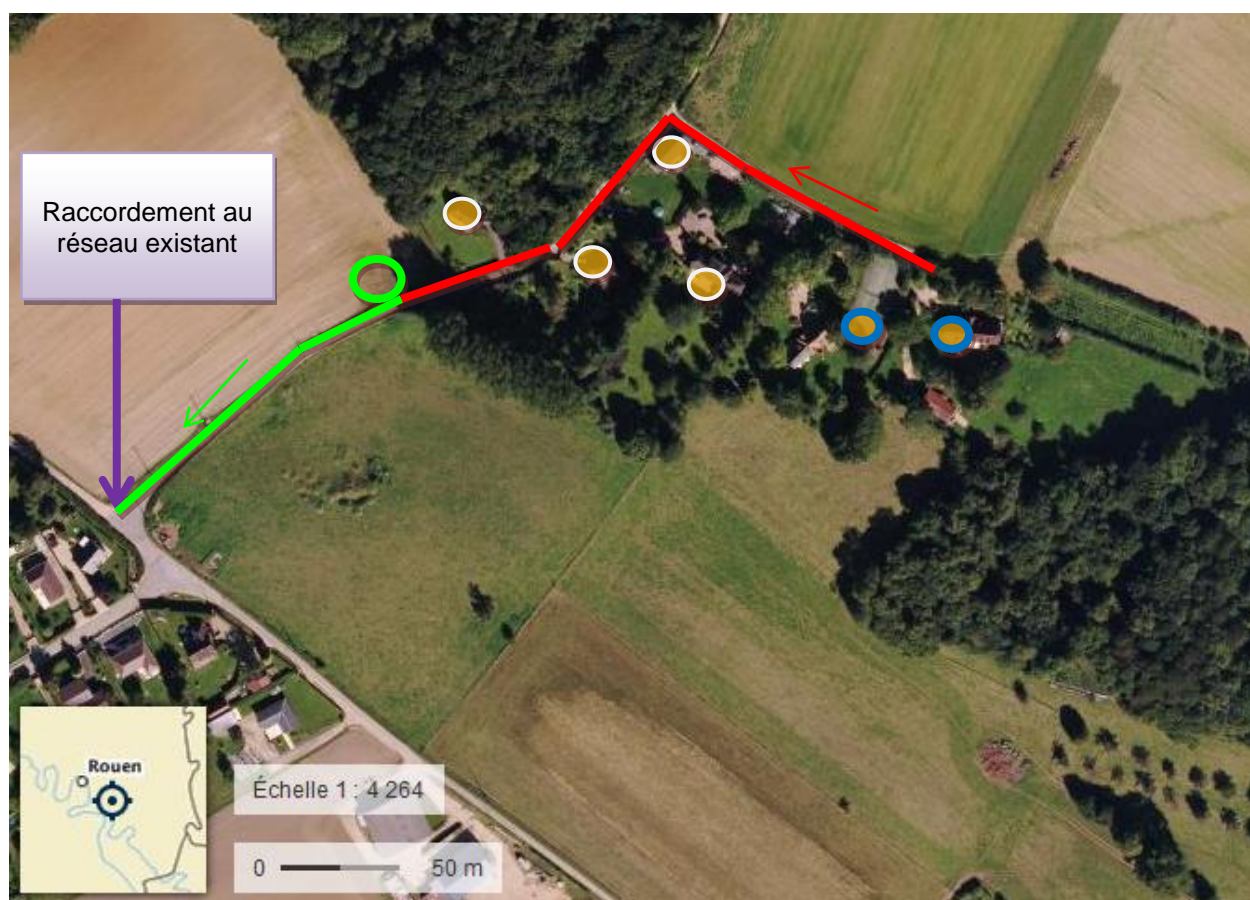 Raccordement au
réseau existant
Rouen
Échelle 1 : 4 264
0 50 m